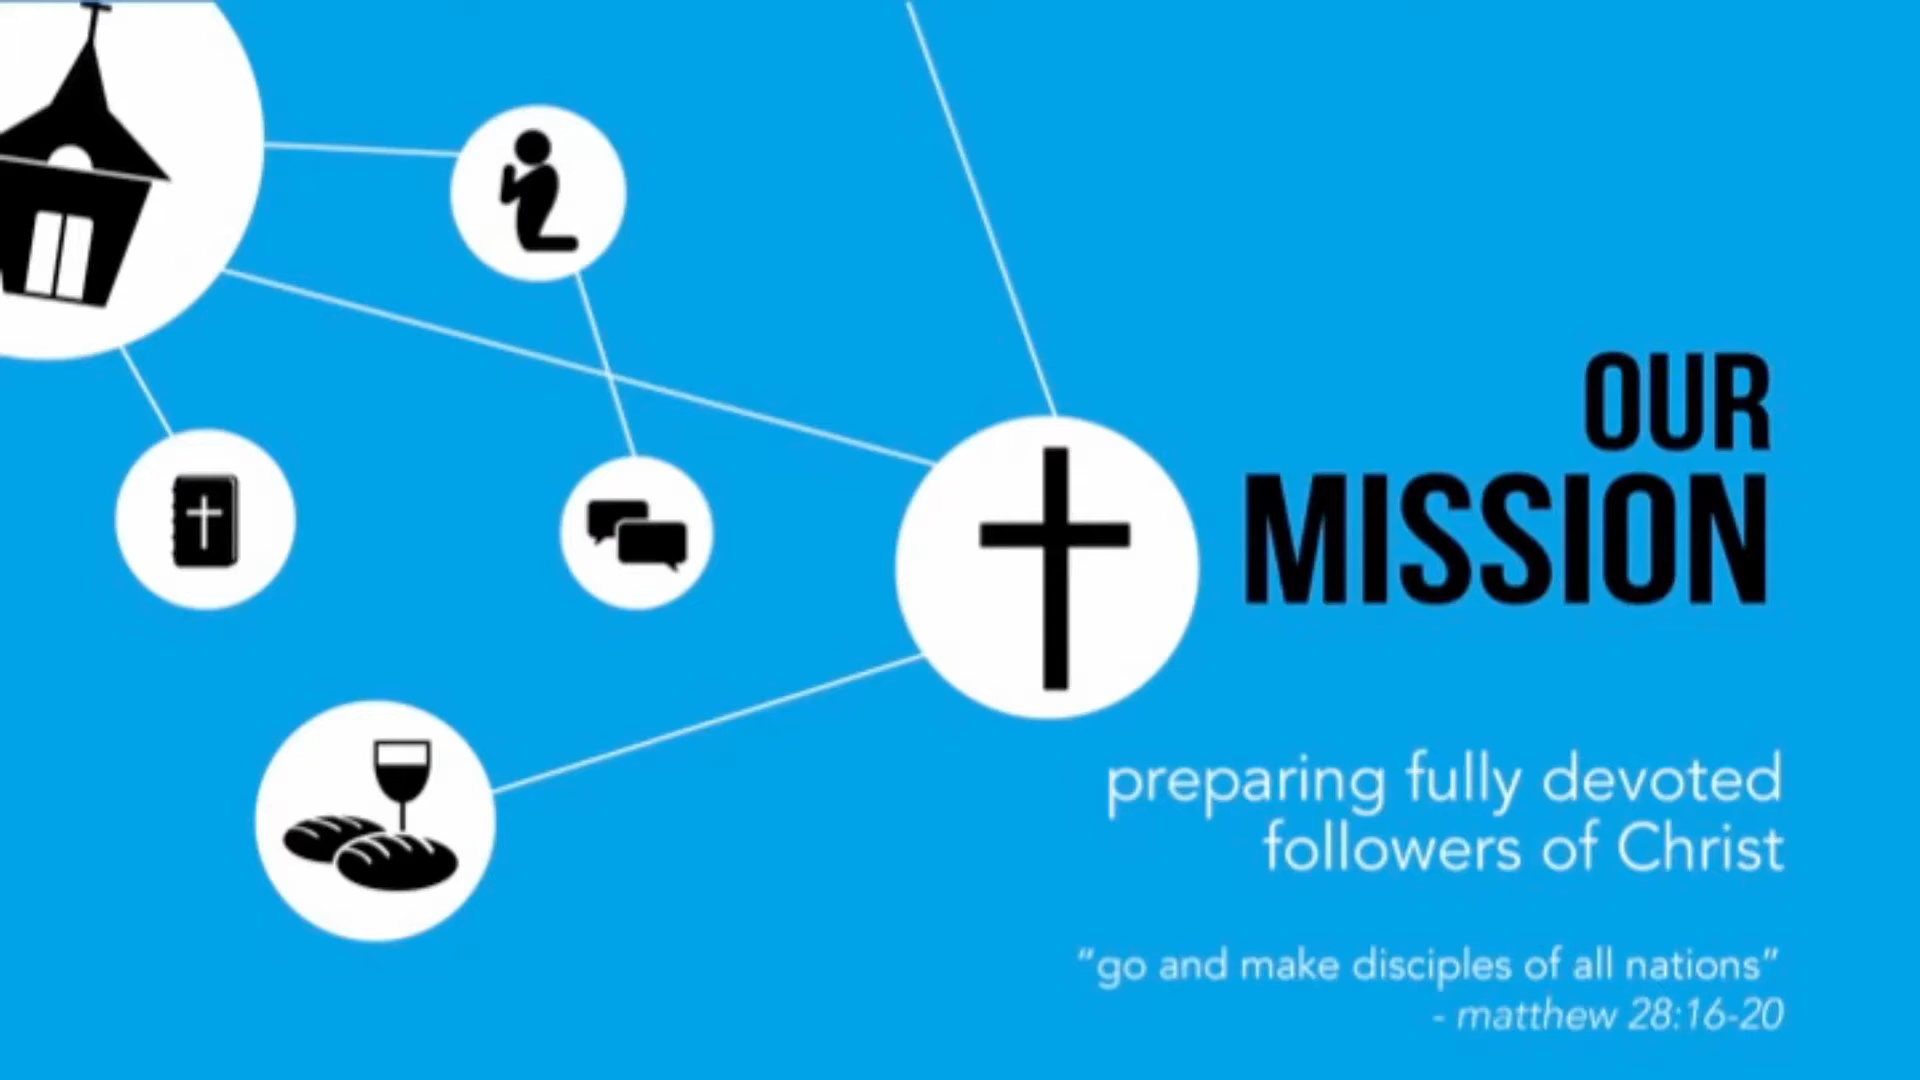 OUR
MISSION
preparing fully devoted
followers of Christ
“go and make disciples of all nations”
- matthew 28:16-20